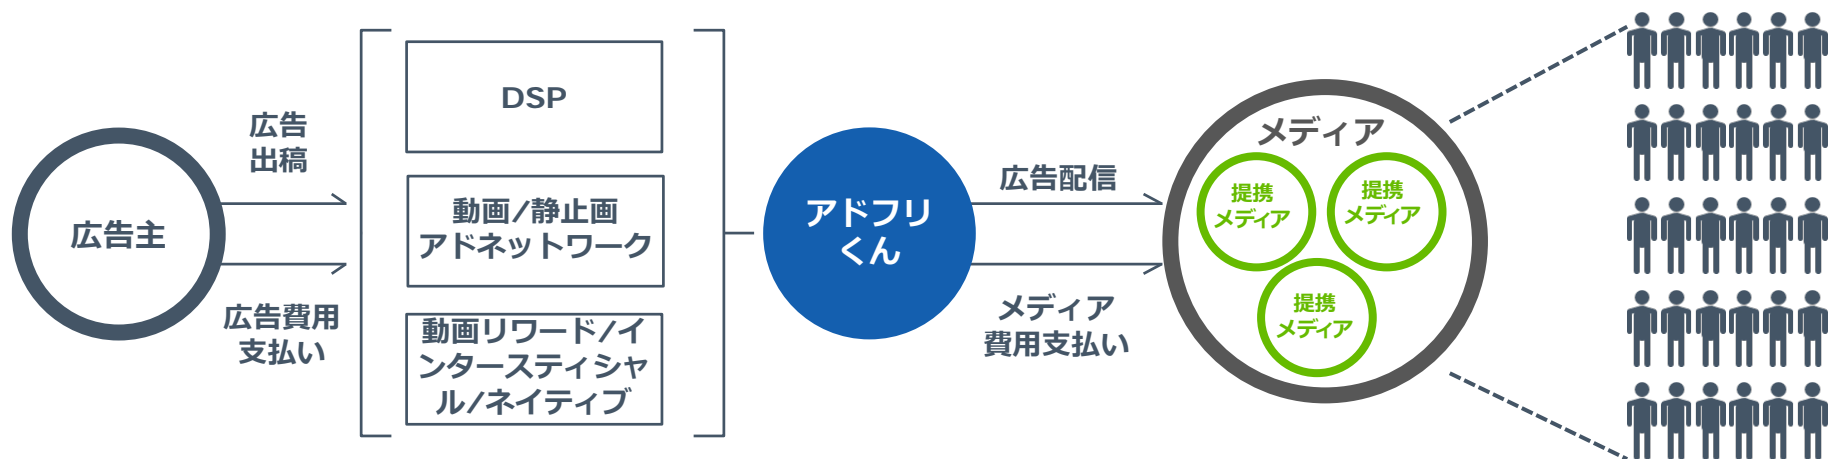 広告主
広告
出稿
広告費用
支払い
DSP
動画/静止画
アドネットワーク
動画リワード/イ
ンタースティシャ
ル/ネイティブ
アドフリ
くん
広告配信
メディア
費用支払い
メディア
提携
メディア
提携
メディア
提携
メディア